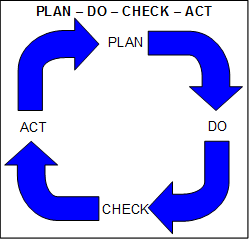 PLAN – DO – CHECK – ACT
PLAN
ACT
DO
CHECK